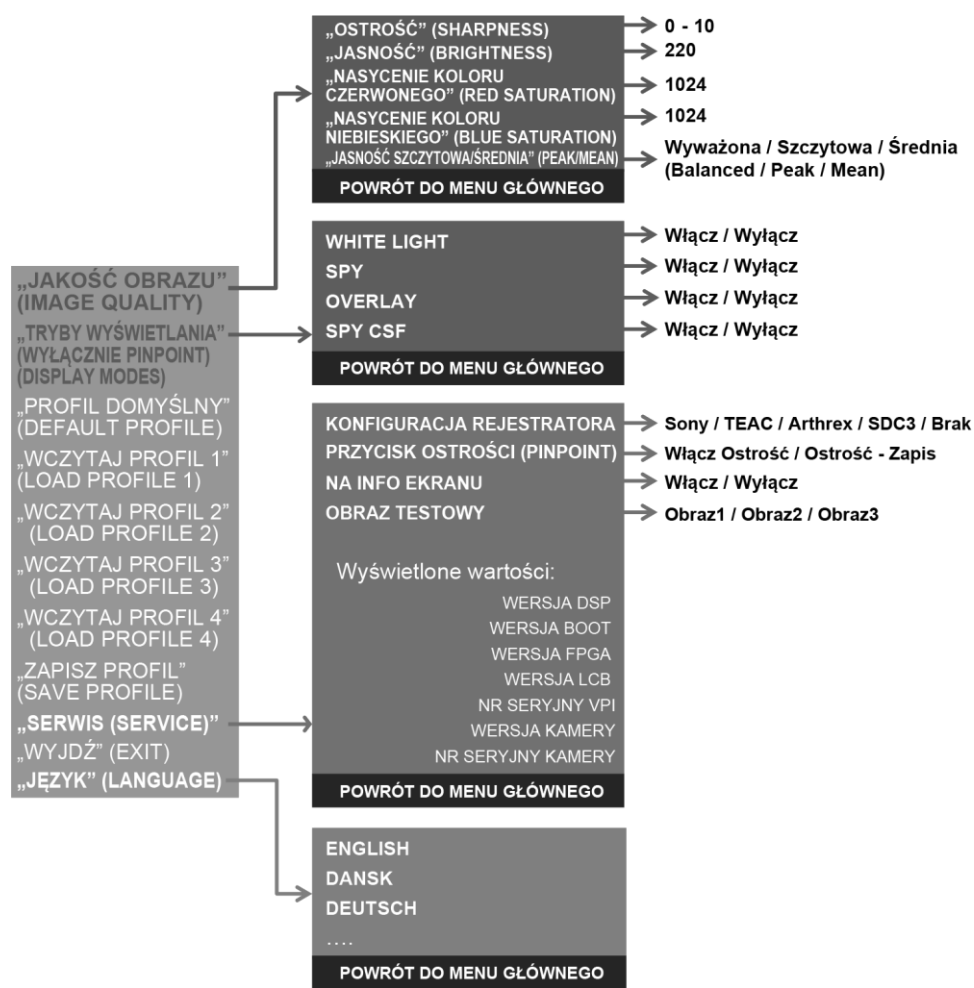 „JAKOŚĆ OBRAZU”
(IMAGE QUALITY)
„TRYBY WYŚWIETLANIA”
(WYŁĄCZNIE PINPOINT)
(DISPLAY MODES)
„PROFIL DOMYŚLNY”
(DEFAULT PROFILE)
„WCZYTAJ PROFIL 1”
(LOAD PROFILE 1)
„WCZYTAJ PROFIL 2”
(LOAD PROFILE 2)
„WCZYTAJ PROFIL 3”
(LOAD PROFILE 3)
„WCZYTAJ PROFIL 4”
(LOAD PROFILE 4)
„ZAPISZ PROFIL”
(SAVE PROFILE)
„SERWIS (SERVICE)”
„WYJDŹ” (EXIT)
„JĘZYK” (LANGUAGE)
„OSTROŚĆ” (SHARPNESS)
0 - 10
„JASNOŚĆ” (BRIGHTNESS)
220
„NASYCENIE KOLORU
CZERWONEGO” (RED SATURATION)
1024
„NASYCENIE KOLORU
NIEBIESKIEGO” (BLUE SATURATION)
1024
„JASNOŚĆ SZCZYTOWA/ŚREDNIA” (PEAK/MEAN)
Wyważona / Szczytowa / Średnia
(Balanced / Peak / Mean)
POWRÓT DO MENU GŁÓWNEGO
WHITE LIGHT
Włącz / Wyłącz
SPY
Włącz / Wyłącz
OVERLAY
Włącz / Wyłącz
SPY CSF
Włącz / Wyłącz
POWRÓT DO MENU GŁÓWNEGO
KONFIGURACJA REJESTRATORA
Sony / TEAC / Arthrex / SDC3 / Brak
PRZYCISK OSTROŚCI (PINPOINT)
Włącz Ostrość / Ostrość - Zapis
NA INFO EKRANU
Włącz / Wyłącz
OBRAZ TESTOWY
Obraz1 / Obraz2 / Obraz3
Wyświetlone wartości:
WERSJA DSP
WERSJA BOOT
WERSJA FPGA
WERSJA LCB
NR SERYJNY VPI
WERSJA KAMERY
NR SERYJNY KAMERY
POWRÓT DO MENU GŁÓWNEGO
ENGLISH
DANSK
DEUTSCH
....
POWRÓT DO MENU GŁÓWNEGO